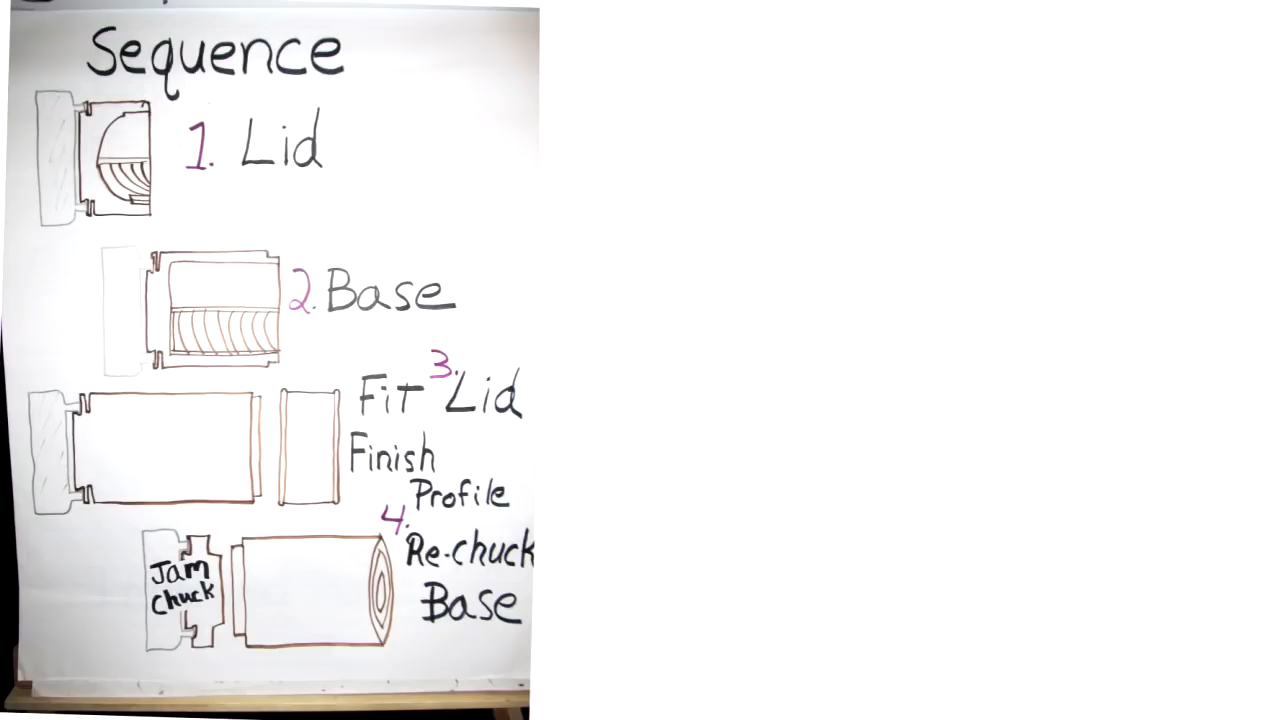 Sequence
1. Lid
2. Base
3.
Fit Lid
Finish
Profile
4.
Re-chuck
Base
Jam
Chuck